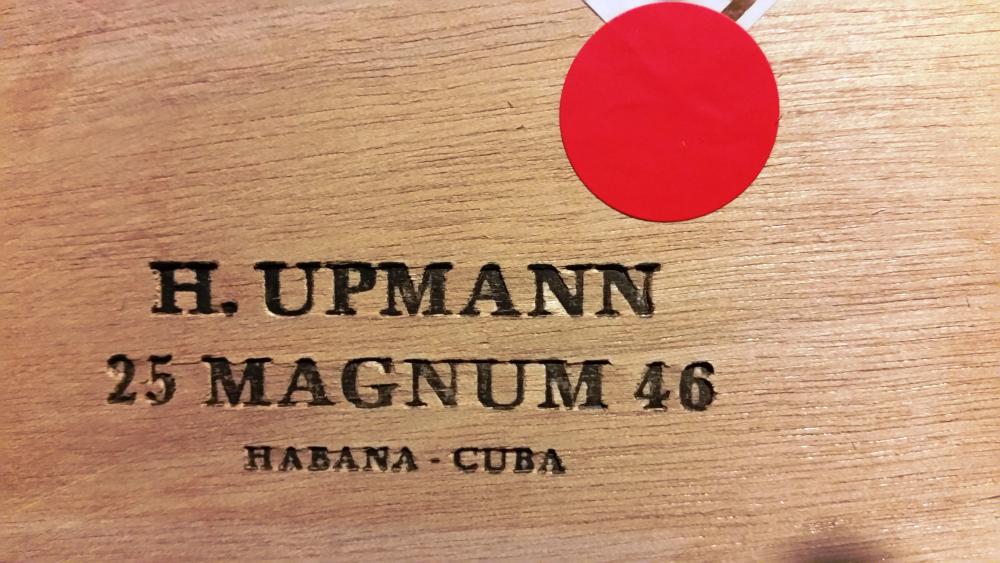 H. UPMANN
25 MAGNUM 46
HABANA - CUBA